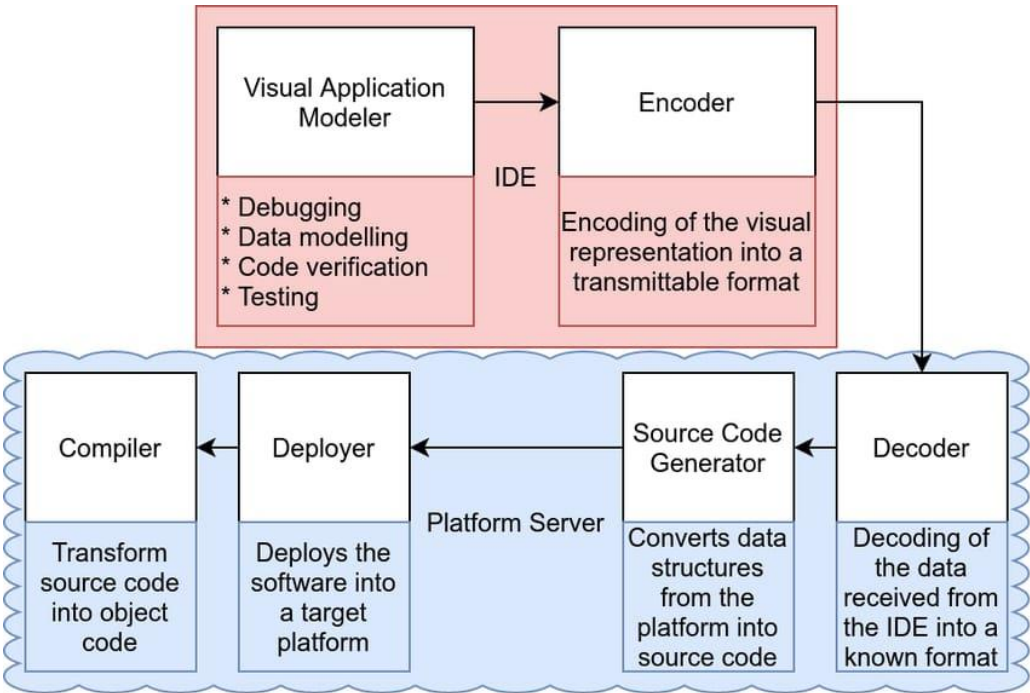 Visual Application
Modeler
Encoder
IDE
* Debugging
* Data modelling
* Code verification
* Testing
Encoding of the visual
representation into a
transmittable format
Compiler
Deployer
Source Code
Generator
Decoder
Platform Server
Transform
source code
into object
code
Deploys the
software into
a target
platform
Converts data
structures
from the
platform into
source code
Decoding of
the data
received from
the IDE into a
known format